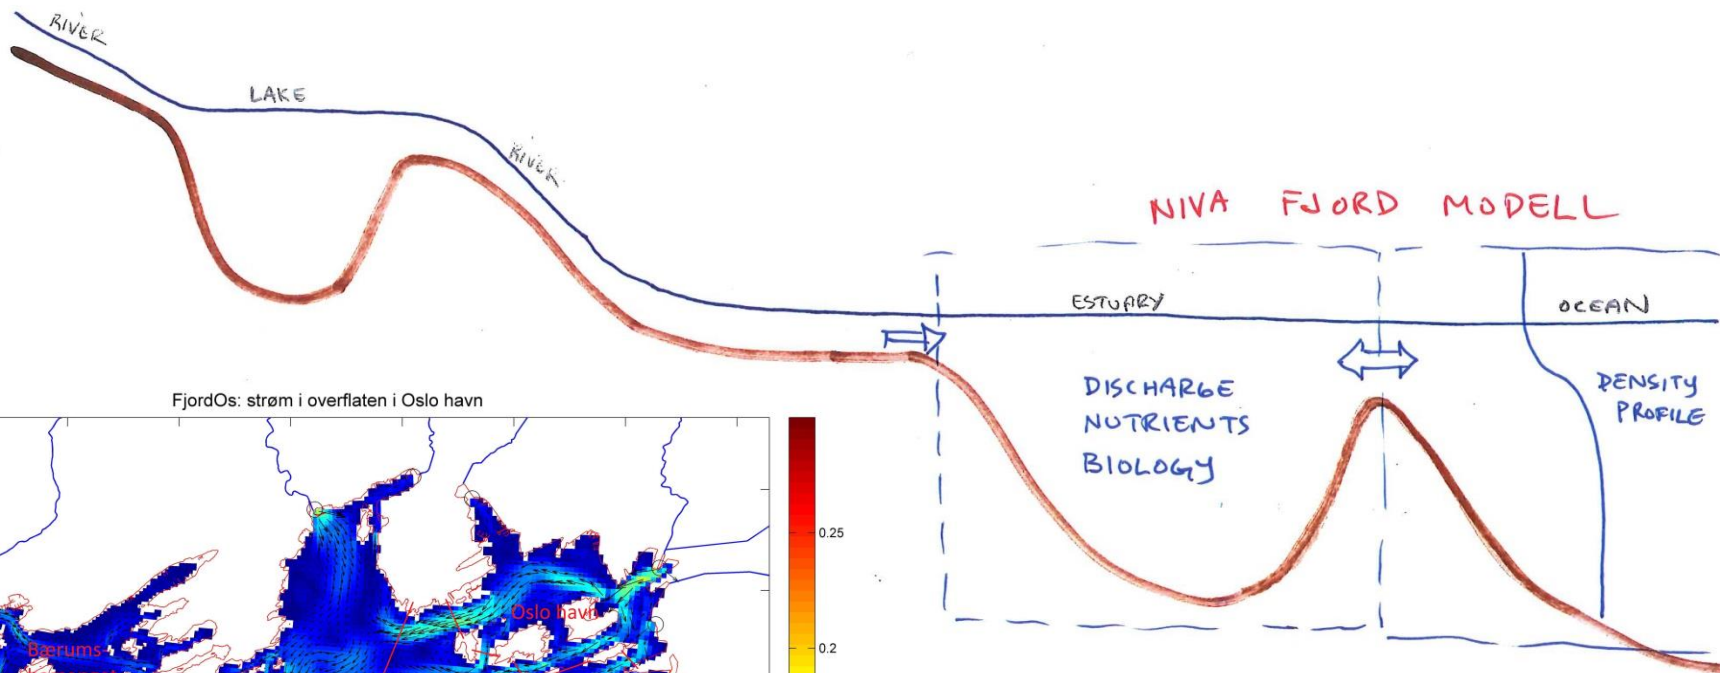 RIVER
LAKE
RIVER
NIVA FJORD MODELL
ESTUARY
OCEAN
DISCHARGE
NUTRIENTS
BIOLOGY
DENSITY
PROFILE
FjordOs: strøm i overflaten i Oslo havn
0.25
Oslo havn
Bærums
0.2